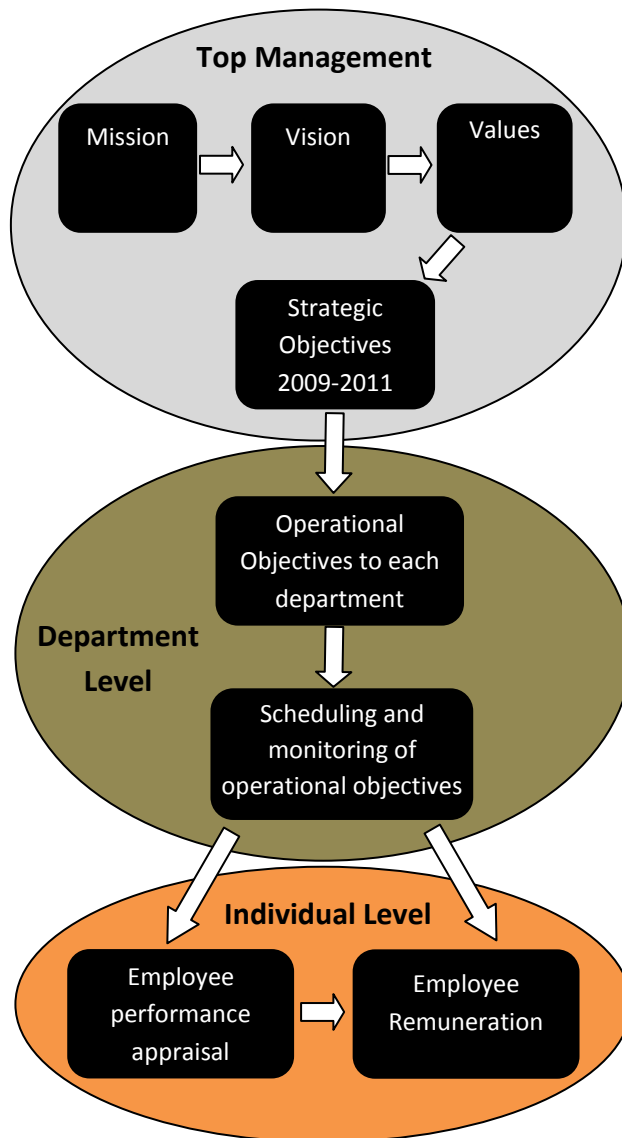 Top Management
Mission
Vision
Values
Strategic
Objectives
2009-2011
Operational
Objectives to each
department
Department
Level
Scheduling and
monitoring of
operational objectives
Individual Level
Employee
performance
appraisal
Employee
Remuneration